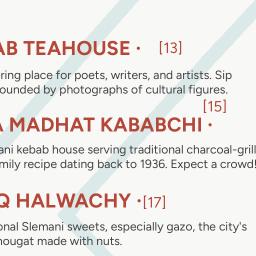 AB TEAHOUSE · [13]
ring place for poets, writers, and artists. Sip
ounded by photographs of cultural figures.
[15]
A MADHAT KABABCHI ·
ani kebab house serving traditional charcoal-grill
mily recipe dating back to 1936. Expect a crowd!
Q HALWACHY · [17]
onal Slemani sweets, especially gazo, the city's
nougat made with nuts.